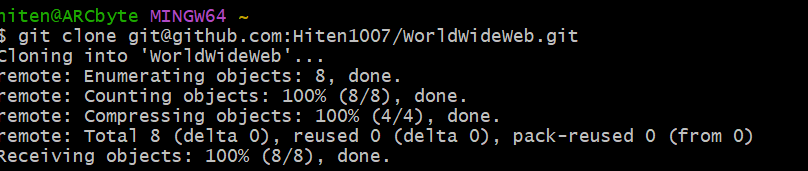 hiten@ARCbyte MINGW64 ~
$ git clone git@github.com:Hiten1007/WorldWideWeb.git
Cloning into 'WorldWideWeb'...
remote: Enumerating objects: 8, done.
remote: Counting objects: 100% (8/8), done.
remote: Compressing objects: 100% (4/4), done.
remote: Total 8 (delta 0), reused 0 (delta 0), pack-reused 0 (from 0)
Receiving objects: 100% (8/8), done.